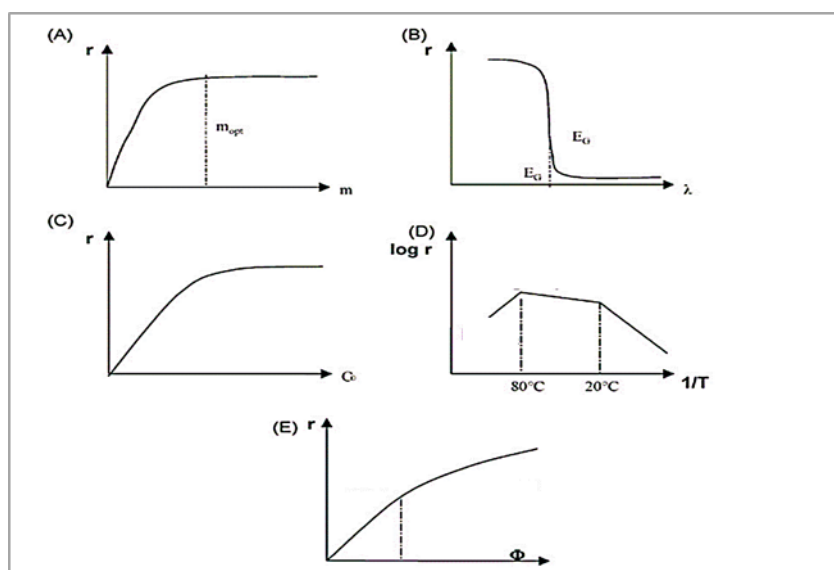 (A)
r
m_opt
m
(B)
r
E_G
E_G
λ
(C)
r
C₀
(D)
log r
80°C
20°C
1/T
(E)
r
Φ